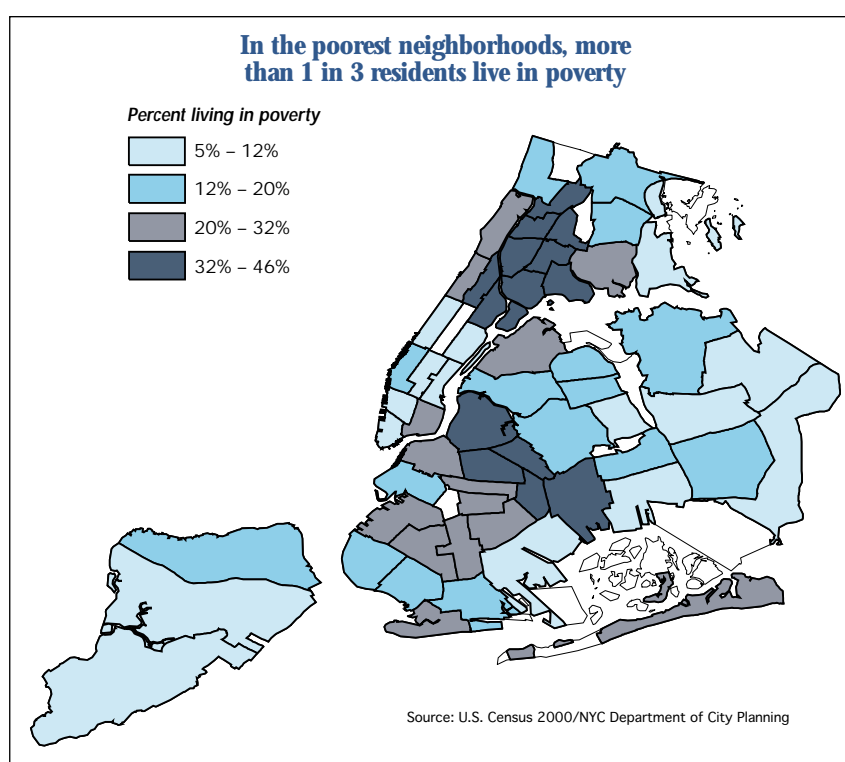 In the poorest neighborhoods, more
than 1 in 3 residents live in poverty
Percent living in poverty
5% – 12%
12% – 20%
20% – 32%
32% – 46%
Source: U.S. Census 2000/NYC Department of City Planning